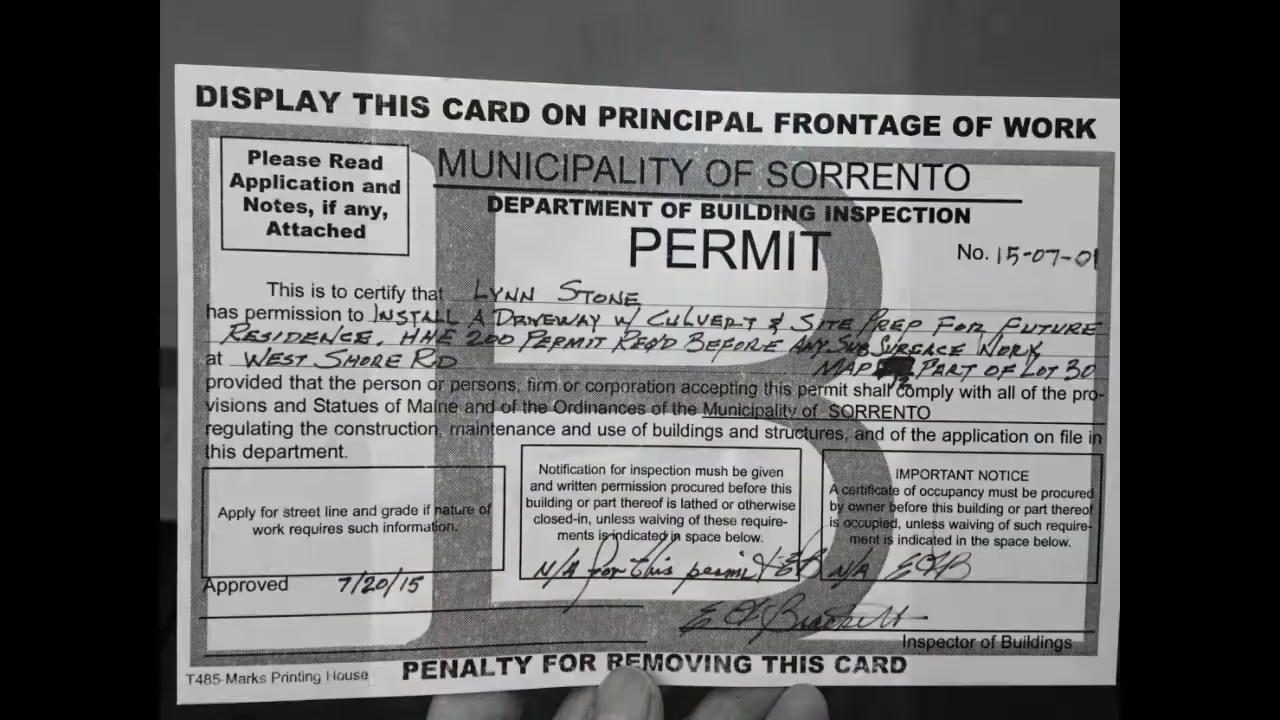 DISPLAY THIS CARD ON PRINCIPAL FRONTAGE OF WORK
Please Read
Application and
Notes, if any,
Attached
MUNICIPALITY OF SORRENTO
DEPARTMENT OF BUILDING INSPECTION
PERMIT
No. 15-07-01
This is to certify that LYNN STONE
has permission to INSTALL A DRIVEWAY W/ CULVERT & SITE PREP FOR FUTURE
RESIDENCE. HHE 200 PERMIT REQ'D BEFORE ANY SUBSURFACE WORK
at WEST SHORE RD MAP 12 PART OF LOT 30
provided that the person or persons, firm or corporation accepting this permit shall comply with all of the pro-
visions and Statues of Maine and of the Ordinances of the Municipality of SORRENTO
regulating the construction, maintenance and use of buildings and structures, and of the application on file in
this department.
Apply for street line and grade if nature of
work requires such information.
Notification for inspection mush be given
and written permission procured before this
building or part thereof is lathed or otherwise
closed-in, unless waiving of these require-
ments is indicated in space below.
N/A for this permit EOB
IMPORTANT NOTICE
A certificate of occupancy must be procured
by owner before this building or part thereof
is occupied, unless waiving of such require-
ment is indicated in the space below.
N/A EOB
Approved 7/20/15
Brackett
Inspector of Buildings
T485-Marks Printing House
PENALTY FOR REMOVING THIS CARD